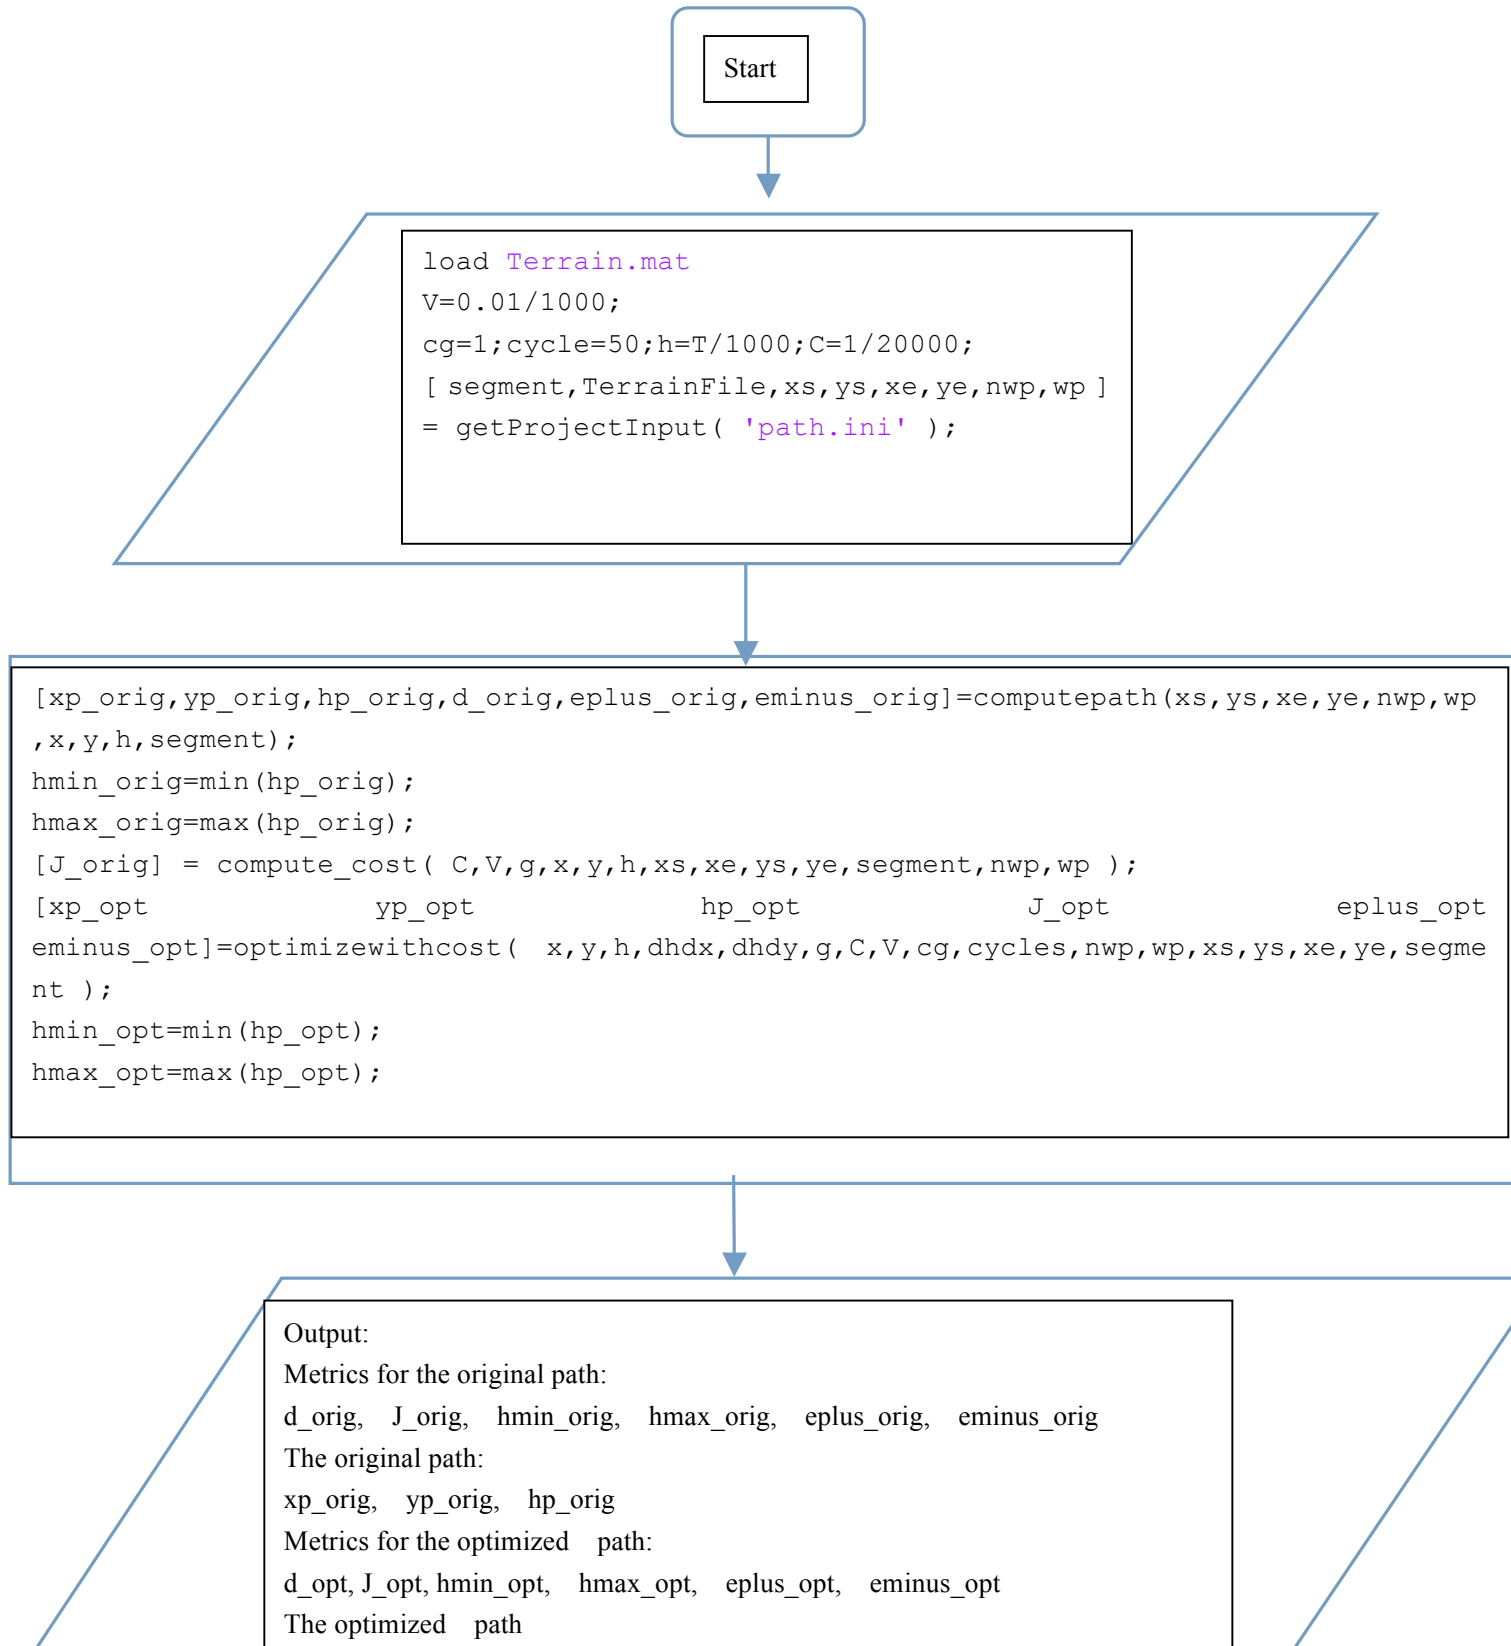 Start
load Terrain.mat
V=0.01/1000;
cg=1;cycle=50;h=T/1000;C=1/20000;
[ segment,TerrainFile,xs,ys,xe,ye,nwp,wp ]
= getProjectInput( 'path.ini' );
[xp_orig,yp_orig,hp_orig,d_orig,eplus_orig,eminus_orig]=computepath(xs,ys,xe,ye,nwp,wp
,x,y,h,segment);
hmin_orig=min(hp_orig);
hmax_orig=max(hp_orig);
[J_orig] = compute_cost( C,V,g,x,y,h,xs,xe,ys,ye,segment,nwp,wp );
[xp_opt yp_opt hp_opt J_opt eplus_opt
eminus_opt]=optimizewithcost( x,y,h,dhdx,dhdy,g,C,V,cg,cycles,nwp,wp,xs,ys,xe,ye,segme
nt );
hmin_opt=min(hp_opt);
hmax_opt=max(hp_opt);
Output:
Metrics for the original path:
d_orig, J_orig, hmin_orig, hmax_orig, eplus_orig, eminus_orig
The original path:
xp_orig, yp_orig, hp_orig
Metrics for the optimized path:
d_opt, J_opt, hmin_opt, hmax_opt, eplus_opt, eminus_opt
The optimized path